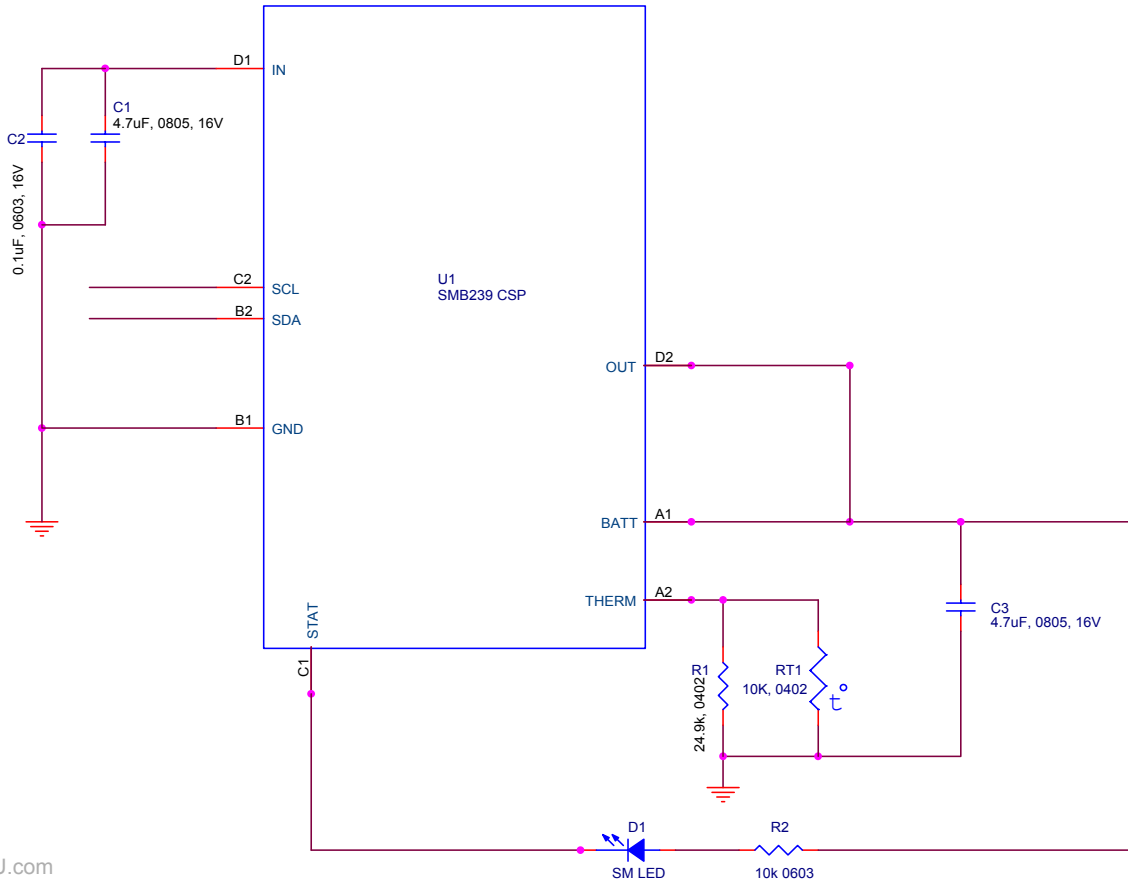 D1
IN
C1
4.7uF, 0805, 16V
C2
0.1uF, 0603, 16V
C2
SCL
B2
SDA
U1
SMB239 CSP
OUT
D2
B1
GND
BATT
A1
THERM
A2
STAT
C1
C3
4.7uF, 0805, 16V
R1
24.9k, 0402
RT1
10K, 0402
t°
D1
SM LED
R2
10k 0603
J.com